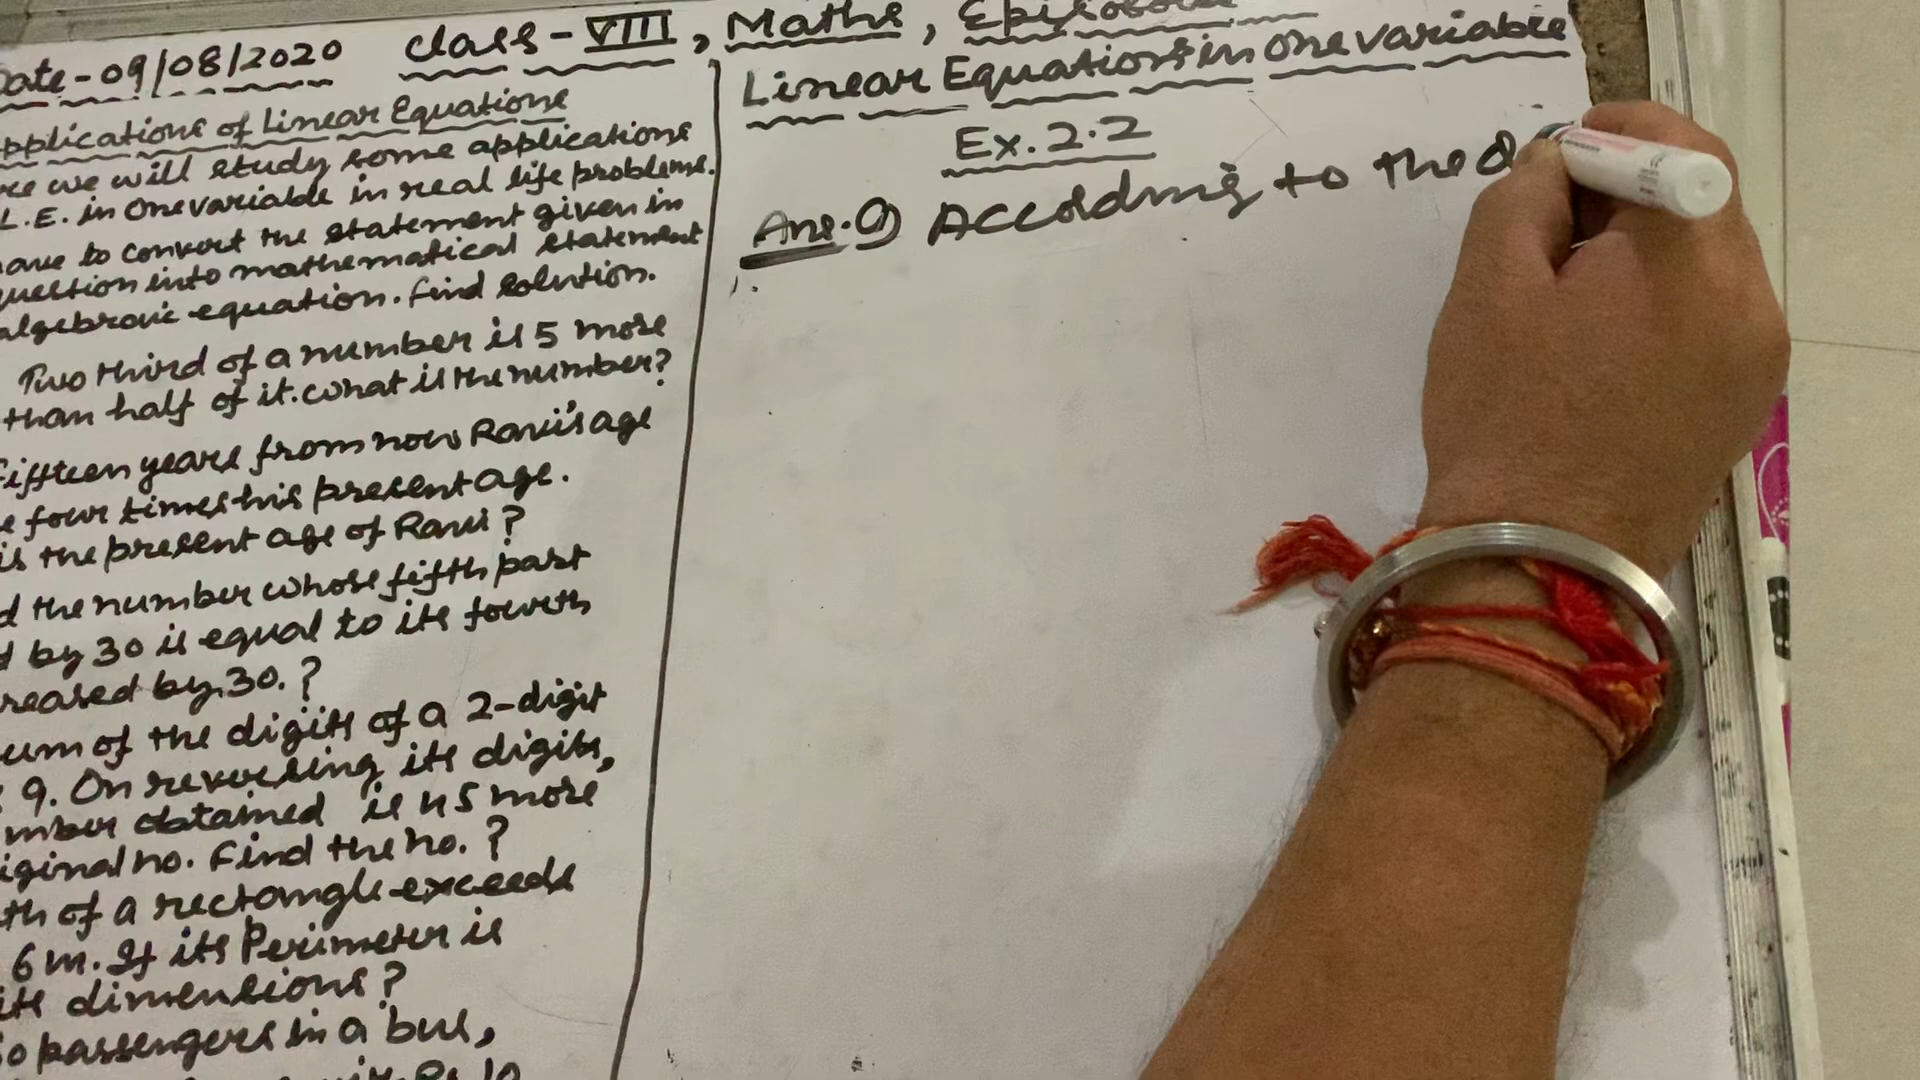 Date-09/08/2020 Class-VIII, Maths,
Applications of Linear Equations
we will study some applications
L.E. in one variable in real life problems.
have to convert the statement given in
question into mathematical statement
algebraic equation. find solution.
Two third of a number is 5 more
than half of it. what is the number?
Fifteen years from now Ravi's age
four times his present age.
is the present age of Ravi?
the number whose fifth part
by 30 is equal to its fourth
by 30.?
of the digits of a 2-digit
9. On reversing its digits,
obtained is 45 more
no. Find the no.?
of a rectangle exceeds
6m. If its Perimeter is
its dimensions?
passengers in a bus,
Linear Equations in one variable
Ex. 2.2
Ans. According to the